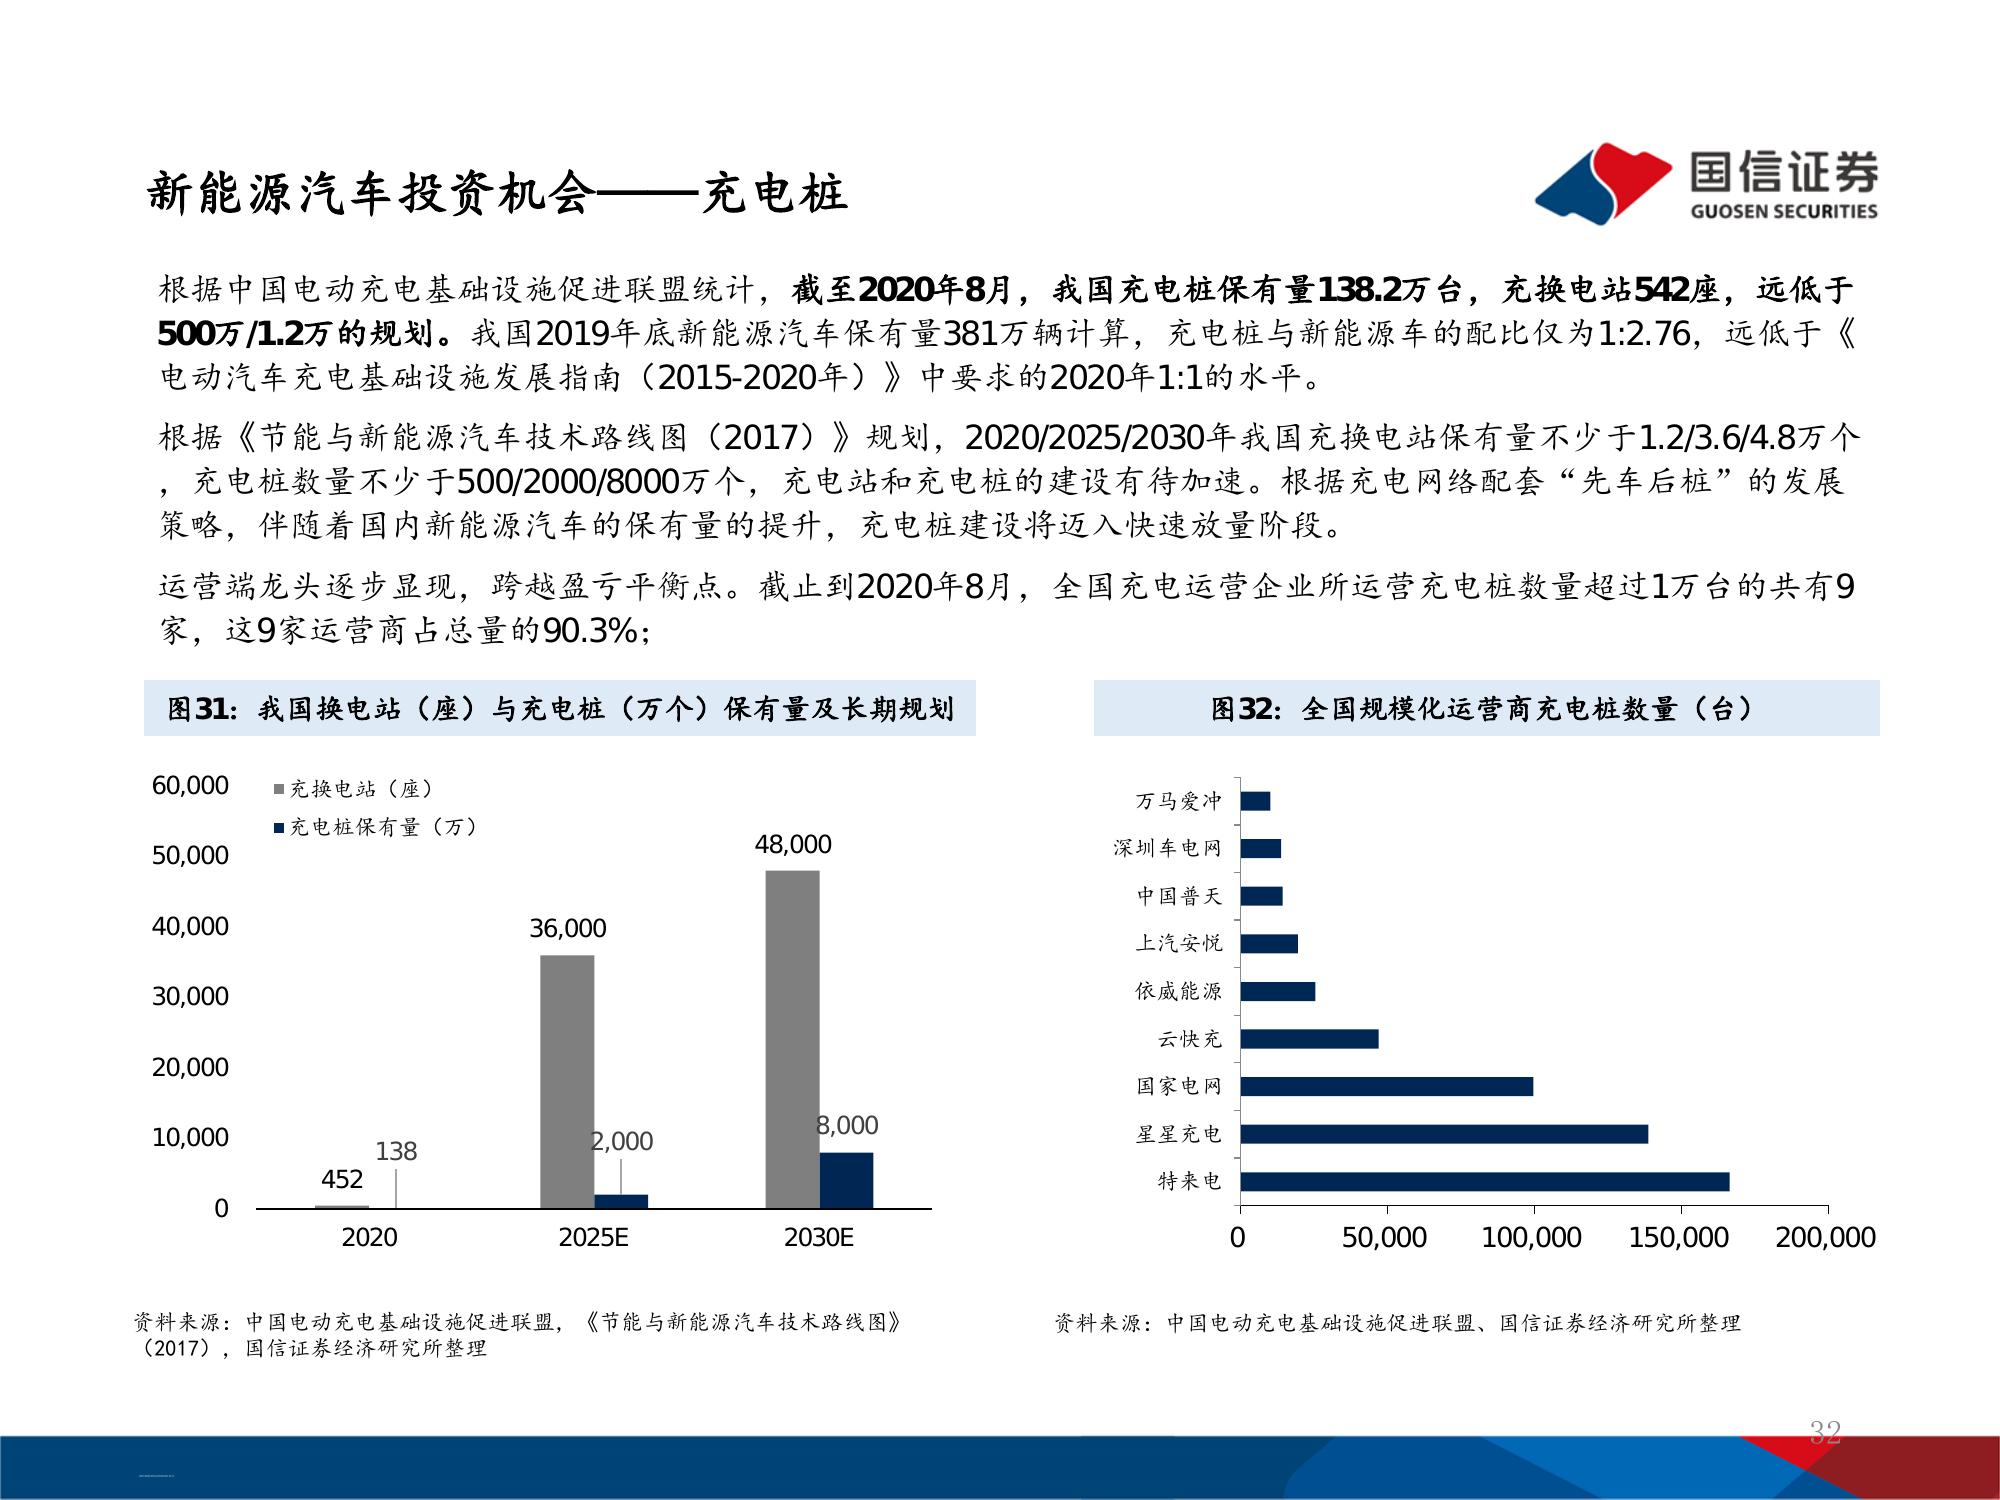 新能源汽车投资机会——充电桩
国信证券
GUOSEN SECURITIES
根据中国电动充电基础设施促进联盟统计，截至2020年8月，我国充电桩保有量138.2万台，充换电站542座，远低于
500万/1.2万的规划。我国2019年底新能源汽车保有量381万辆计算，充电桩与新能源车的配比仅为1:2.76，远低于《
电动汽车充电基础设施发展指南（2015-2020年）》中要求的2020年1:1的水平。
根据《节能与新能源汽车技术路线图（2017）》规划，2020/2025/2030年我国充换电站保有量不少于1.2/3.6/4.8万个
，充电桩数量不少于500/2000/8000万个，充电站和充电桩的建设有待加速。根据充电网络配套“先车后桩”的发展
策略，伴随着国内新能源汽车的保有量的提升，充电桩建设将迈入快速放量阶段。
运营端龙头逐步显现，跨越盈亏平衡点。截止到2020年8月，全国充电运营企业所运营充电桩数量超过1万台的共有9
家，这9家运营商占总量的90.3%；
图31：我国换电站（座）与充电桩（万个）保有量及长期规划
60,000
50,000
40,000
30,000
20,000
10,000
0
充换电站（座）
充电桩保有量（万）
452
138
36,000
2,000
48,000
8,000
2020
2025E
2030E
资料来源：中国电动充电基础设施促进联盟，《节能与新能源汽车技术路线图》
（2017），国信证券经济研究所整理
图32：全国规模化运营商充电桩数量（台）
万马爱冲
深圳车电网
中国普天
上汽安悦
依威能源
云快充
国家电网
星星充电
特来电
0
50,000
100,000
150,000
200,000
资料来源：中国电动充电基础设施促进联盟、国信证券经济研究所整理
32